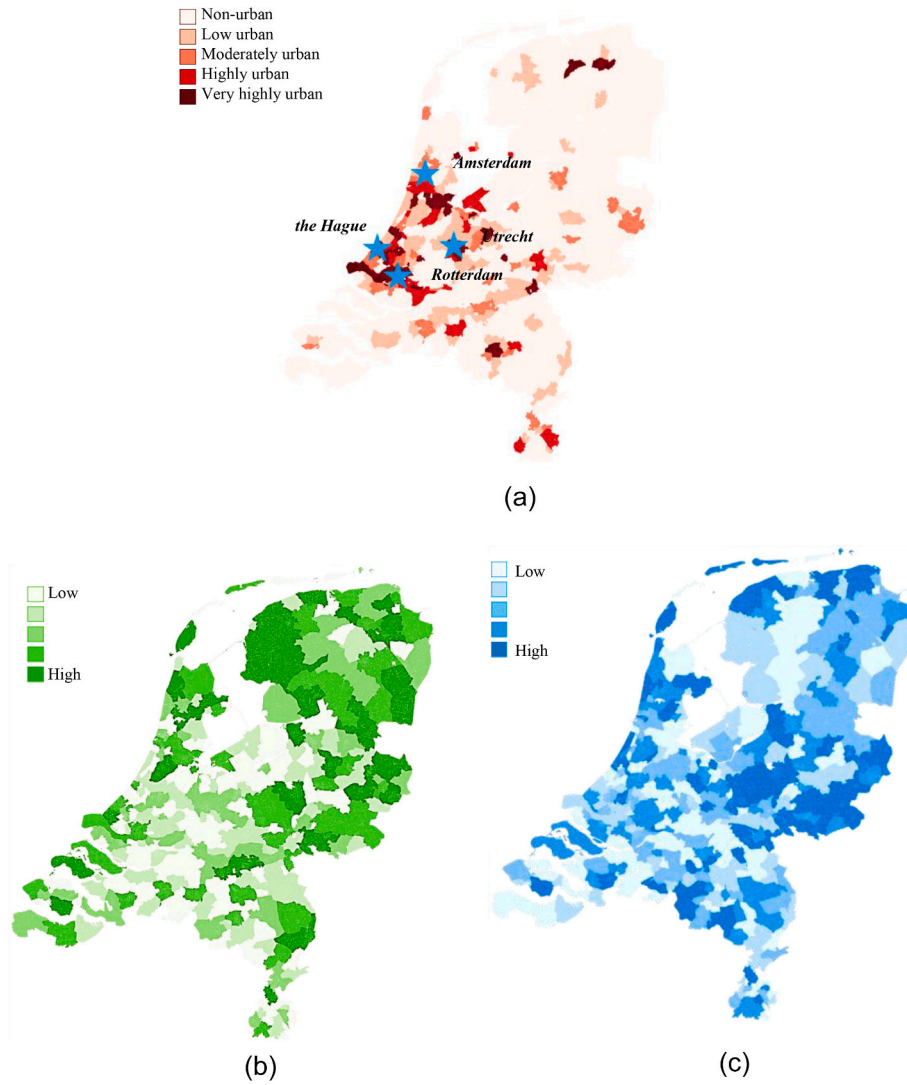 Non-urban
Low urban
Moderately urban
Highly urban
Very highly urban
Amsterdam
the Hague
Utrecht
Rotterdam
(a)
Low
High
(b)
Low
High
(c)